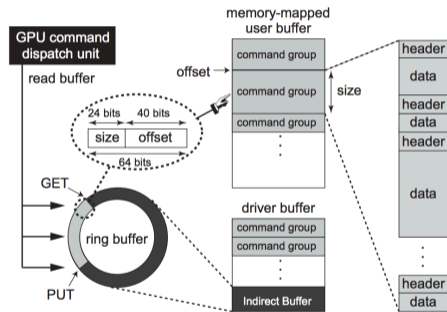 GPU command
dispatch unit
read buffer
24 bits
40 bits
size
offset
64 bits
GET
ring buffer
PUT
memory-mapped
user buffer
command group
offset
command group
size
command group
driver buffer
command group
command group
Indirect Buffer
header
data
header
data
header
data
header
data